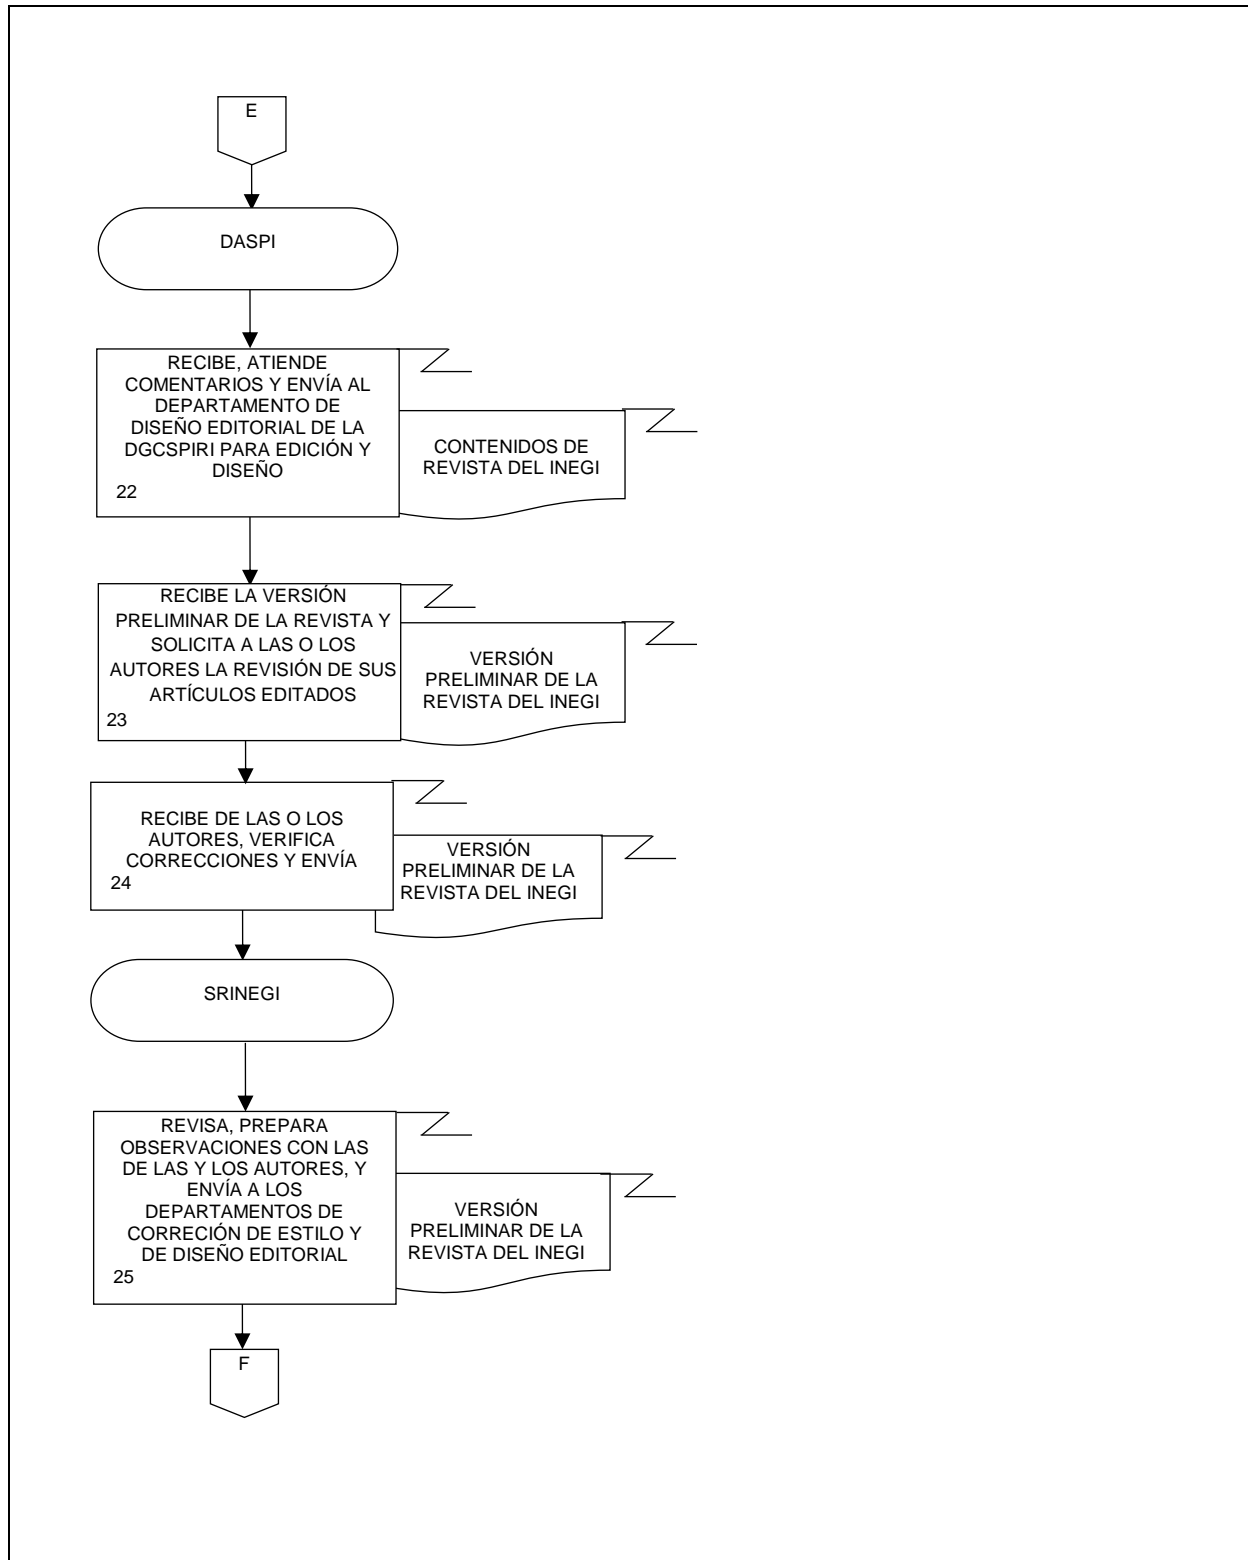 E
DASPI
RECIBE, ATIENDE
COMENTARIOS Y ENVÍA AL
DEPARTAMENTO DE
DISEÑO EDITORIAL DE LA
DGCSPIRI PARA EDICIÓN Y
DISEÑO
22
CONTENIDOS DE
REVISTA DEL INEGI
RECIBE LA VERSIÓN
PRELIMINAR DE LA REVISTA Y
SOLICITA A LAS O LOS
AUTORES LA REVISIÓN DE SUS
ARTÍCULOS EDITADOS
23
VERSIÓN
PRELIMINAR DE LA
REVISTA DEL INEGI
RECIBE DE LAS O LOS
AUTORES, VERIFICA
CORRECCIONES Y ENVÍA
24
VERSIÓN
PRELIMINAR DE LA
REVISTA DEL INEGI
SRINEGI
REVISA, PREPARA
OBSERVACIONES CON LAS
DE LAS Y LOS AUTORES, Y
ENVÍA A LOS
DEPARTAMENTOS DE
CORRECIÓN DE ESTILO Y
DE DISEÑO EDITORIAL
25
VERSIÓN
PRELIMINAR DE LA
REVISTA DEL INEGI
F